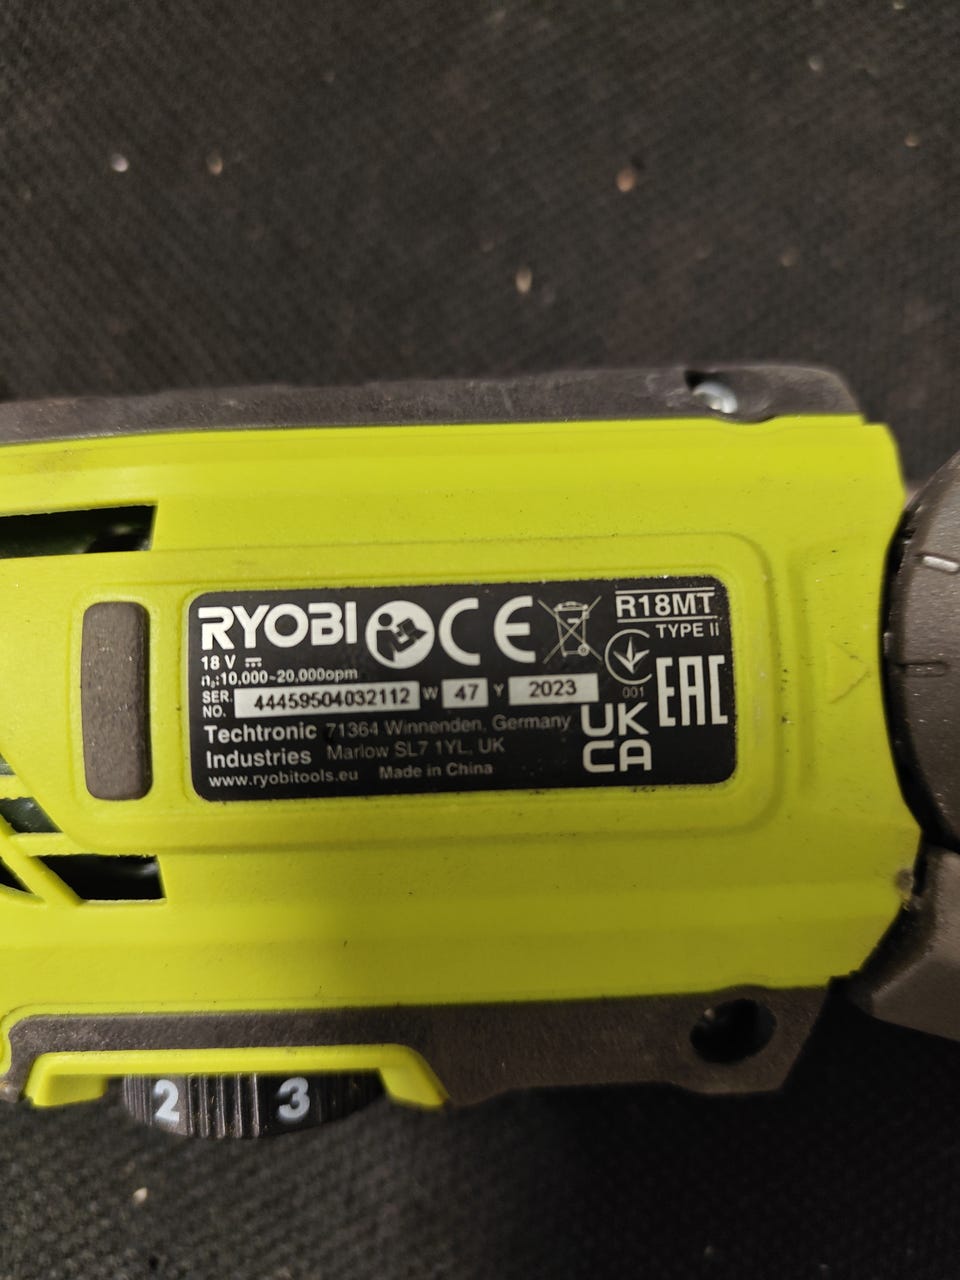 RYOBI CE R18MT
TYPE II
18 V
n₀:10,000~20,000opm
001
EAC
SER. NO. 44459504032112 W 47 Y 2023
UK
CA
Techtronic Industries
71364 Winnenden, Germany
Marlow SL7 1YL, UK
www.ryobitools.eu Made in China
2 3